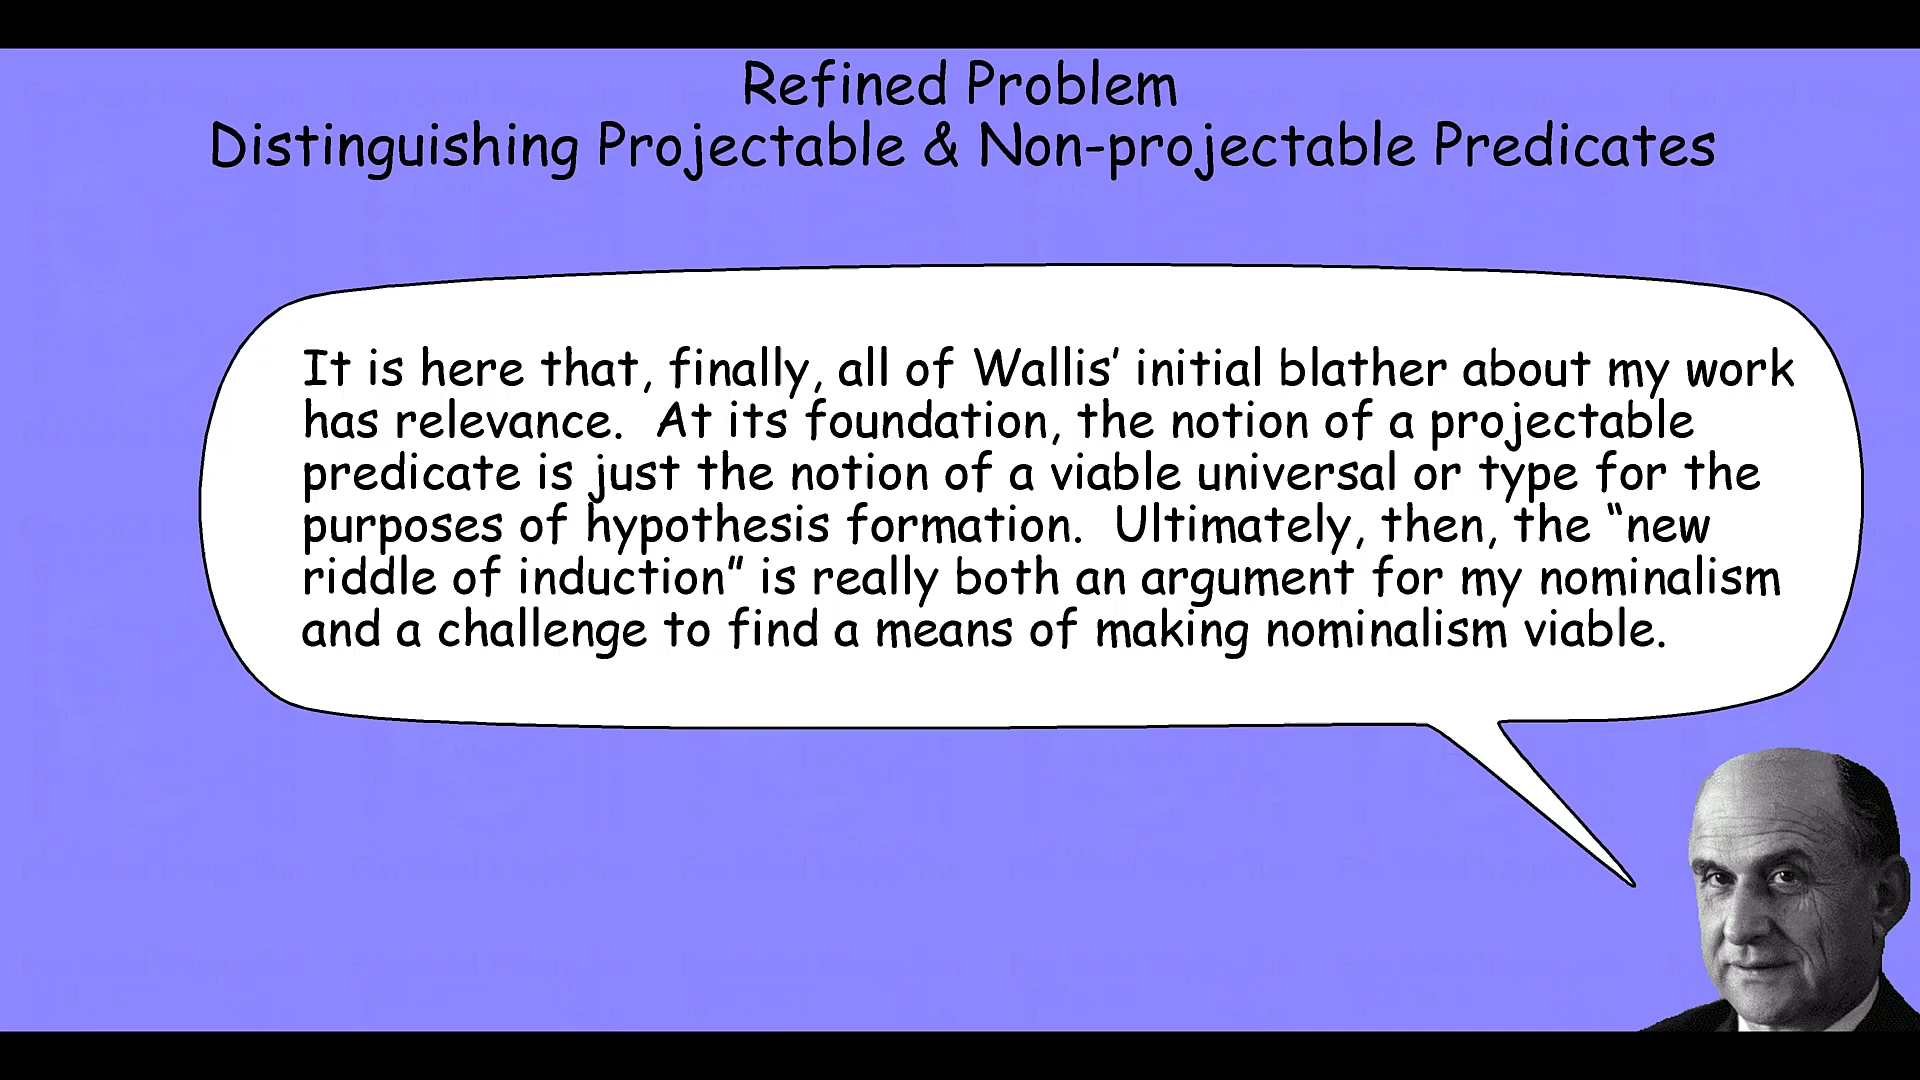 Refined Problem
Distinguishing Projectable & Non-projectable Predicates
It is here that, finally, all of Wallis’ initial blather about my work
has relevance.  At its foundation, the notion of a projectable
predicate is just the notion of a viable universal or type for the
purposes of hypothesis formation.  Ultimately, then, the “new
riddle of induction” is really both an argument for my nominalism
and a challenge to find a means of making nominalism viable.